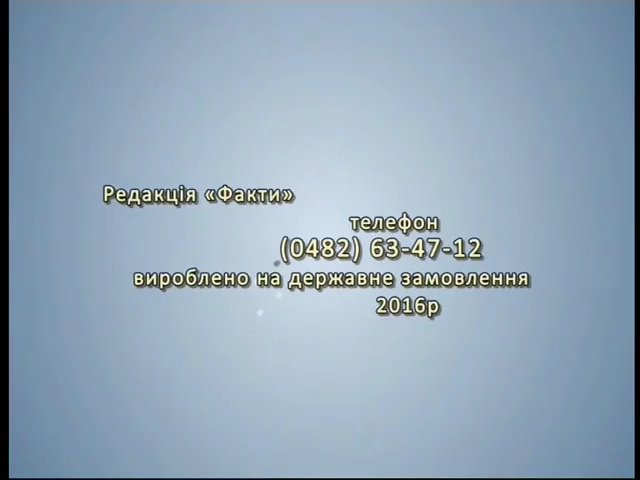 Редакція «Факти»
телефон
(0482) 63-47-12
вироблено на державне замовлення
2016р